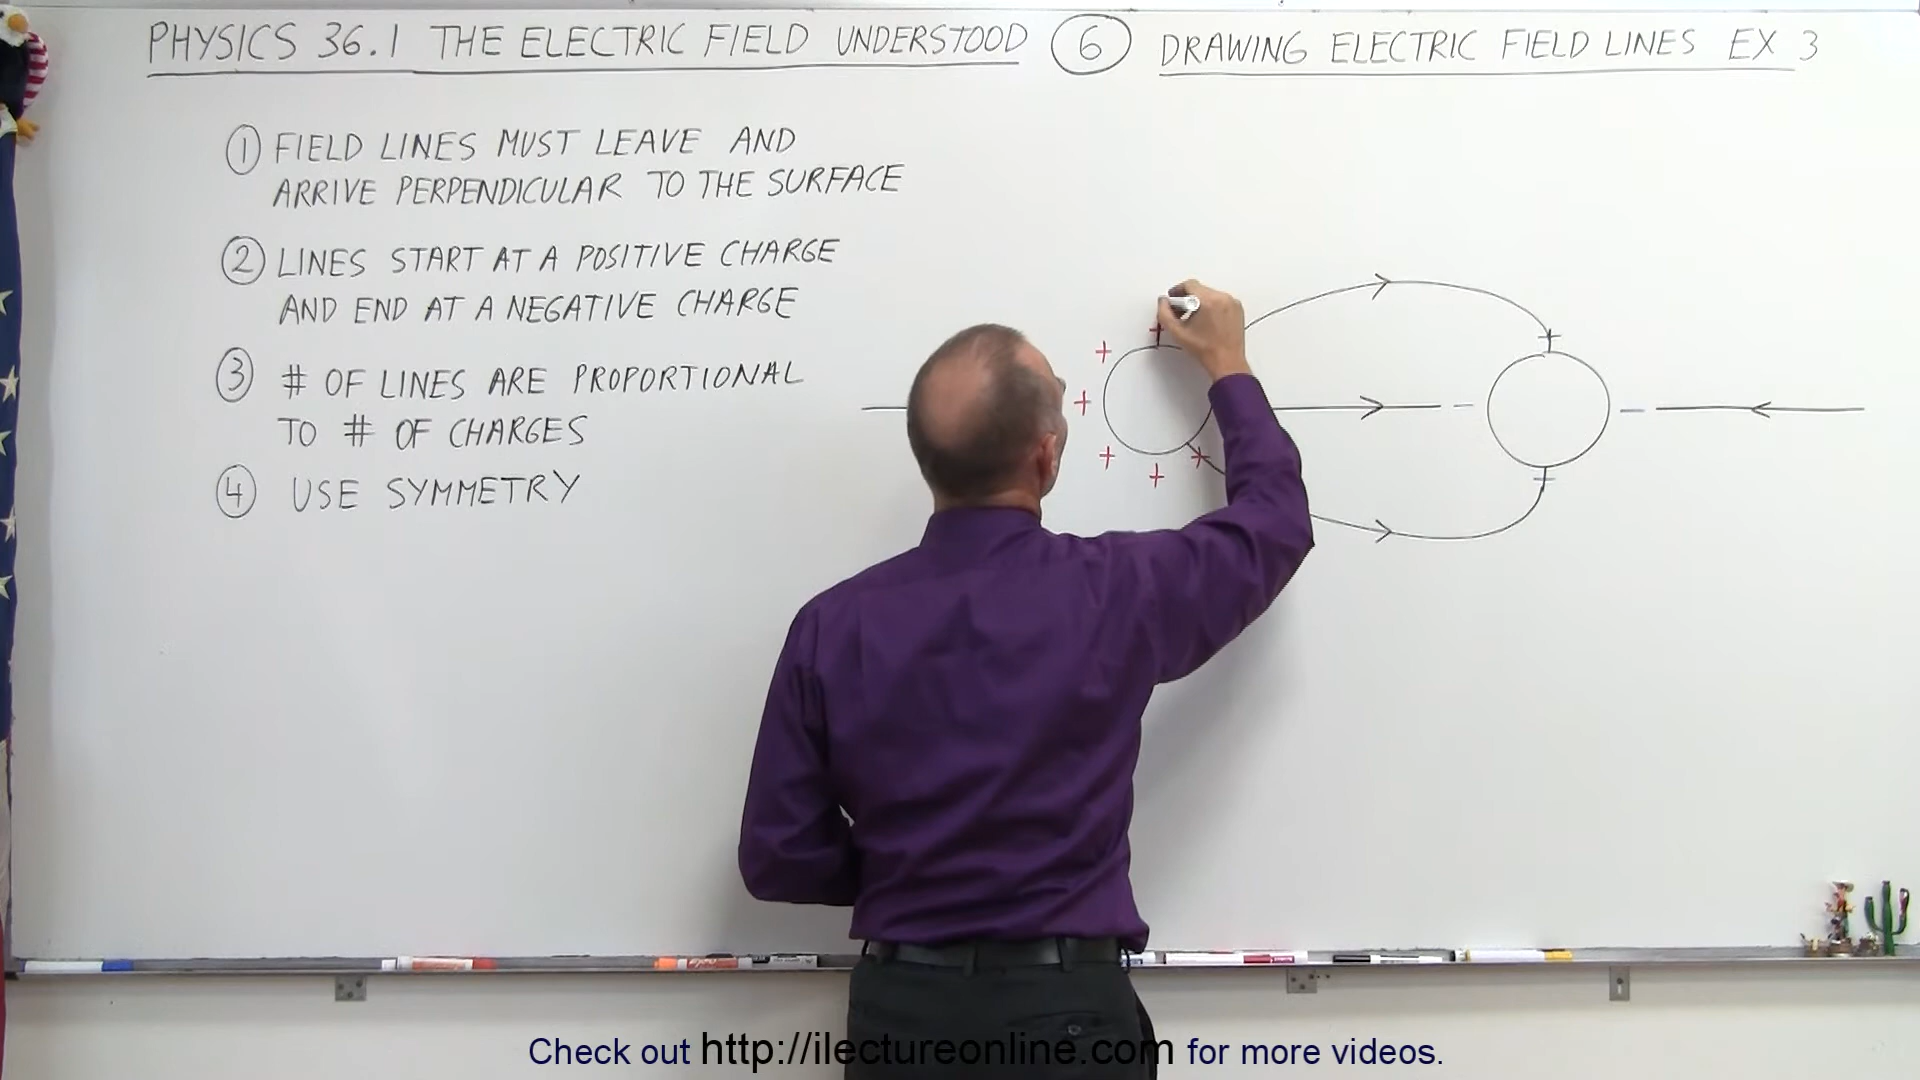 PHYSICS 36.1 THE ELECTRIC FIELD UNDERSTOOD 6 DRAWING ELECTRIC FIELD LINES EX 3
1 FIELD LINES MUST LEAVE AND
ARRIVE PERPENDICULAR TO THE SURFACE
2 LINES START AT A POSITIVE CHARGE
AND END AT A NEGATIVE CHARGE
3 # OF LINES ARE PROPORTIONAL
TO # OF CHARGES
4 USE SYMMETRY
Check out http://ilectureonline.com for more videos.